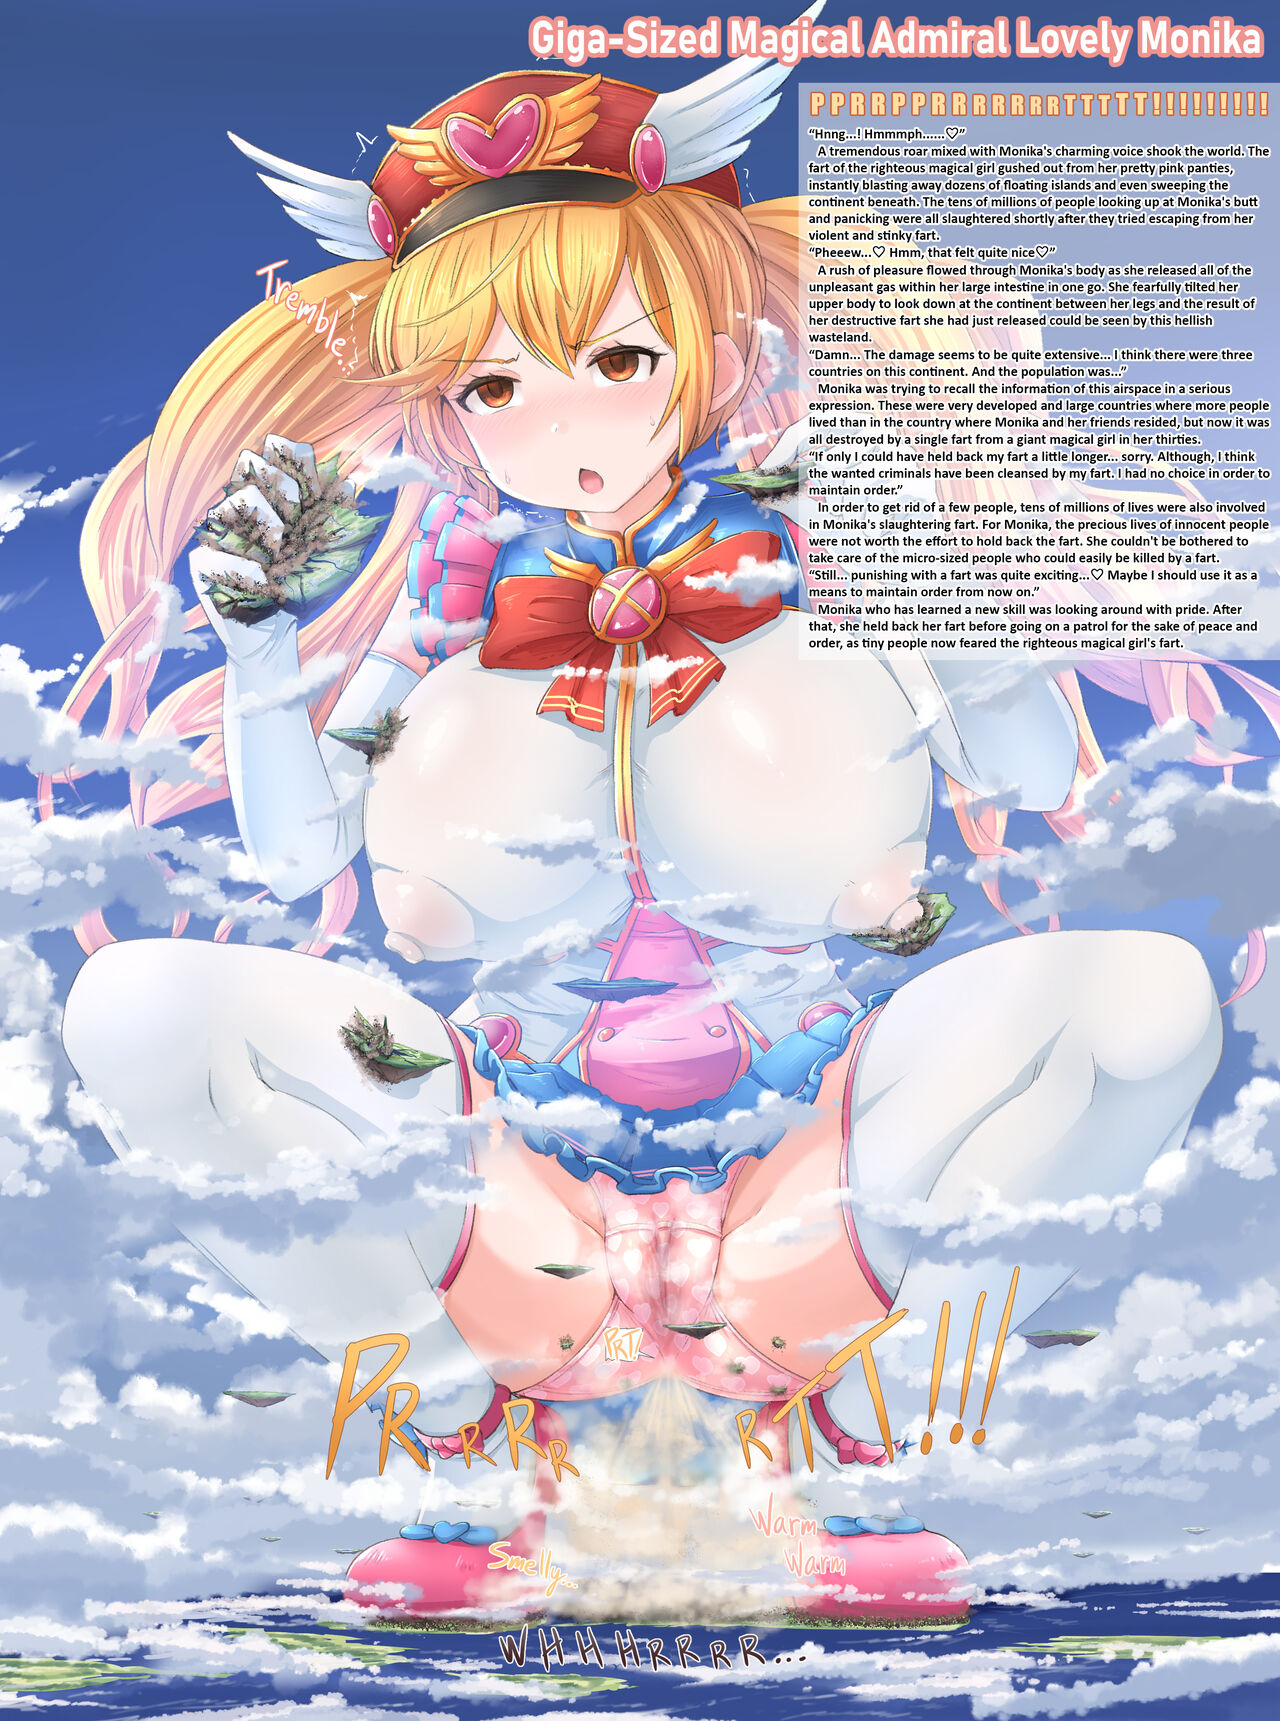 Giga-Sized Magical Admiral Lovely Monika
PPRRPPRRRRRRRTTTTT!!!!!!!!!
“Hnng...! Hmmmph......♡”
A tremendous roar mixed with Monika's charming voice shook the world. The
fart of the righteous magical girl gushed out from her pretty pink panties,
instantly blasting away dozens of floating islands and even sweeping the
continent beneath. The tens of millions of people looking up at Monika's butt
and panicking were all slaughtered shortly after they tried escaping from her
violent and stinky fart.
“Pheeew...♡ Hmm, that felt quite nice♡”
A rush of pleasure flowed through Monika's body as she released all of the
unpleasant gas within her large intestine in one go. She fearfully tilted her
upper body to look down at the continent between her legs and the result of
her destructive fart she had just released could be seen by this hellish
wasteland.
“Damn... The damage seems to be quite extensive... I think there were three
countries on this continent. And the population was...”
Monika was trying to recall the information of this airspace in a serious
expression. These were very developed and large countries where more people
lived than in the country where Monika and her friends resided, but now it was
all destroyed by a single fart from a giant magical girl in her thirties.
“If only I could have held back my fart a little longer... sorry. Although, I think
the wanted criminals have been cleansed by my fart. I had no choice in order to
maintain order.”
In order to get rid of a few people, tens of millions of lives were also involved
in Monika's slaughtering fart. For Monika, the precious lives of innocent people
were not worth the effort to hold back the fart. She couldn't be bothered to
take care of the micro-sized people who could easily be killed by a fart.
“Still... punishing with a fart was quite exciting...♡ Maybe I should use it as a
means to maintain order from now on.”
Monika who has learned a new skill was looking around with pride. After
that, she held back her fart before going on a patrol for the sake of peace and
order, as tiny people now feared the righteous magical girl's fart.
Tremble...
PRT!
PRRRRR
RTT!!!
Warm
Warm
Smelly...
WHHHRRRR...